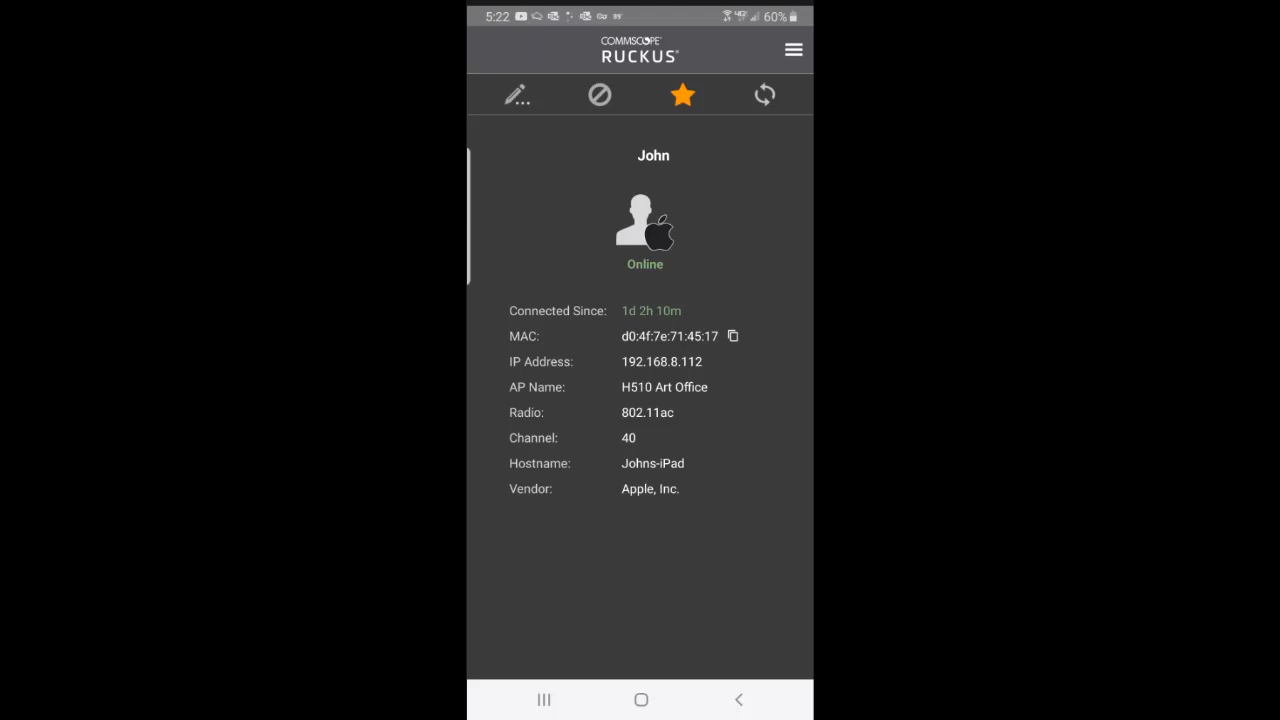 5:22 60%
COMMSCOPE
RUCKUS
John
Online
Connected Since: 1d 2h 10m
MAC: d0:4f:7e:71:45:17
IP Address: 192.168.8.112
AP Name: H510 Art Office
Radio: 802.11ac
Channel: 40
Hostname: Johns-iPad
Vendor: Apple, Inc.